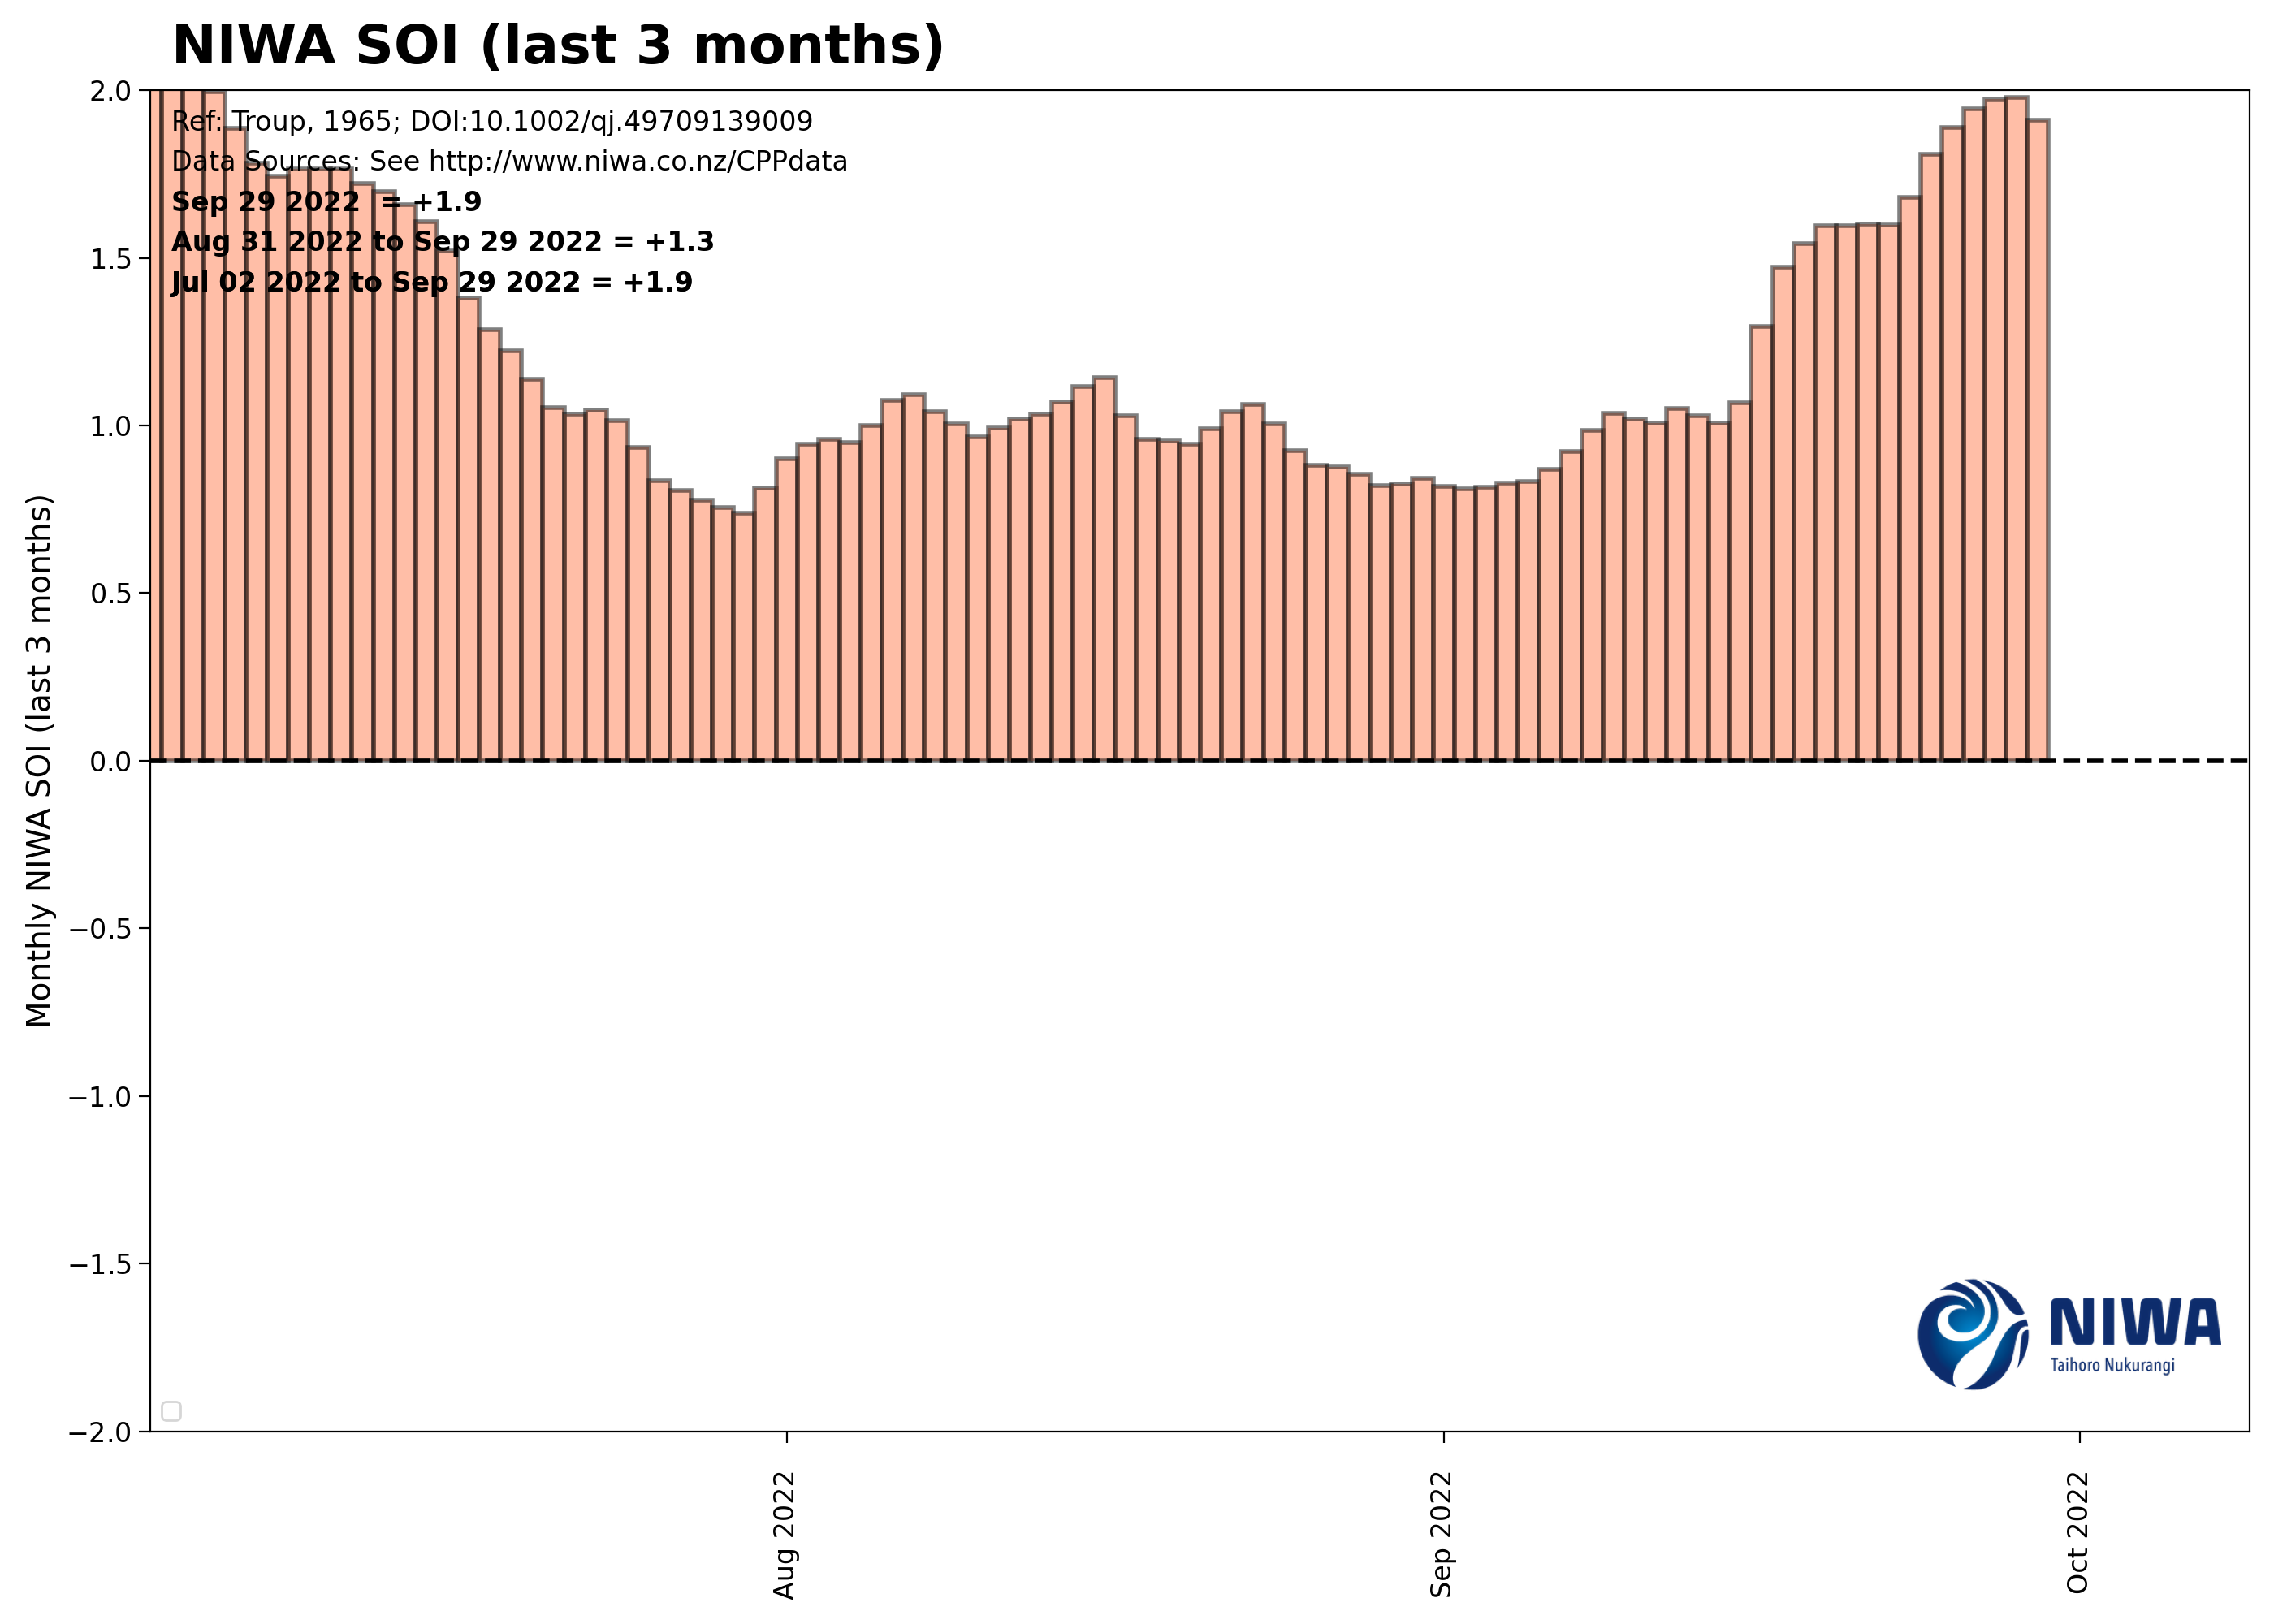 NIWA SOI (last 3 months)
Ref: Troup, 1965; DOI:10.1002/qj.49709139009
Data Sources: See http://www.niwa.co.nz/CPPdata
Sep 29 2022  = +1.9
Aug 31 2022 to Sep 29 2022 = +1.3
Jul 02 2022 to Sep 29 2022 = +1.9
Monthly NIWA SOI (last 3 months)
2.0
1.5
1.0
0.5
0.0
−0.5
−1.0
−1.5
−2.0
NIWA
Taihoro Nukurangi
Aug 2022
Sep 2022
Oct 2022